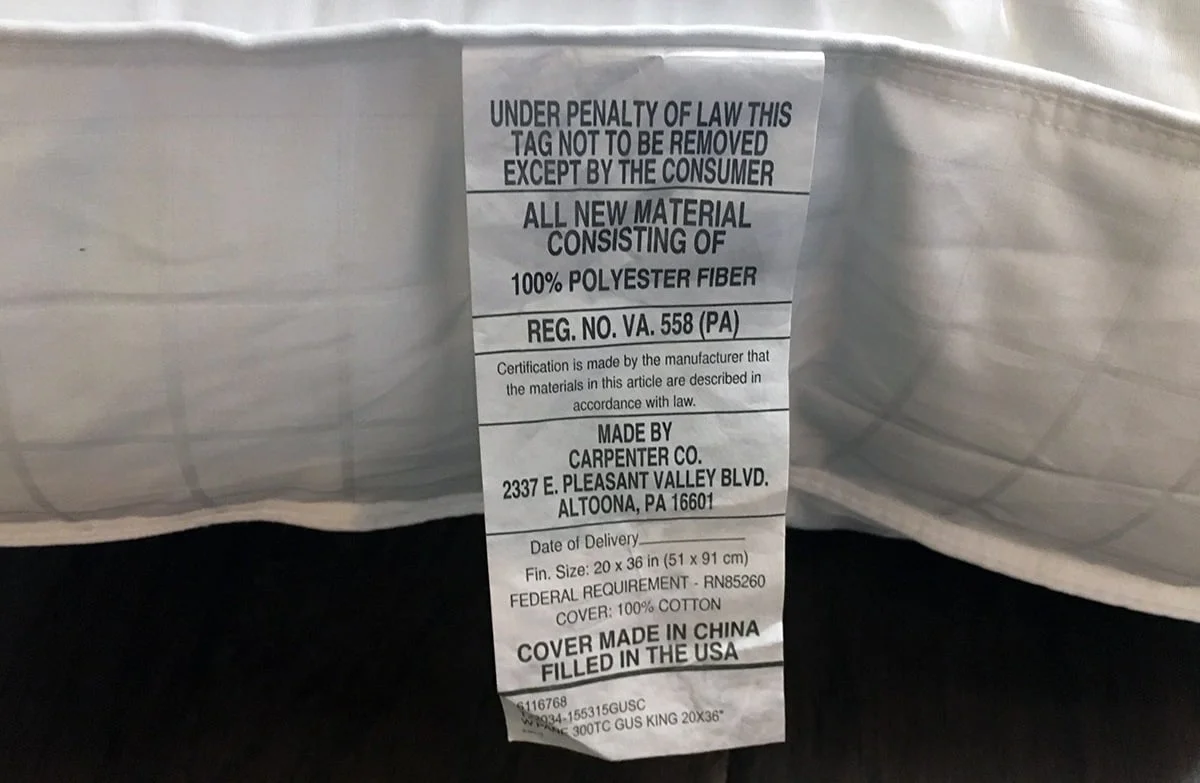 UNDER PENALTY OF LAW THIS
TAG NOT TO BE REMOVED
EXCEPT BY THE CONSUMER
ALL NEW MATERIAL
CONSISTING OF
100% POLYESTER FIBER
REG. NO. VA. 558 (PA)
Certification is made by the manufacturer that
the materials in this article are described in
accordance with law.
MADE BY
CARPENTER CO.
2337 E. PLEASANT VALLEY BLVD.
ALTOONA, PA 16601
Date of Delivery
Fin. Size: 20 x 36 in (51 x 91 cm)
FEDERAL REQUIREMENT - RN85260
COVER: 100% COTTON
COVER MADE IN CHINA
FILLED IN THE USA
6116768
300TC GUS KING 20X36"